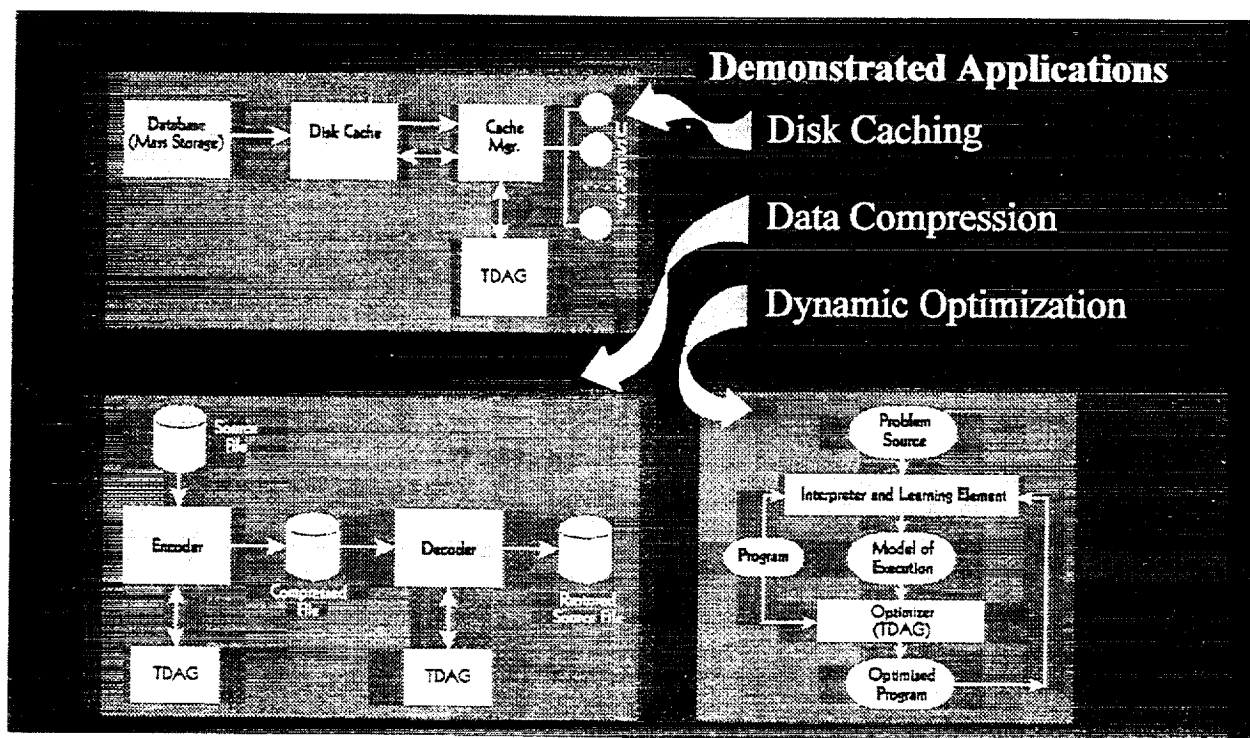 Demonstrated Applications
Disk Caching
Data Compression
Dynamic Optimization
Database
(Mass Storage)
Disk Cache
Cache
Mgr.
USERS
TDAG
Source
File
Encoder
Compressed
File
Decoder
Source File
TDAG
TDAG
Problem
Source
Interpreter and Learning Element
Program
Model of
Execution
Optimizer
(TDAG)
Optimised
Program